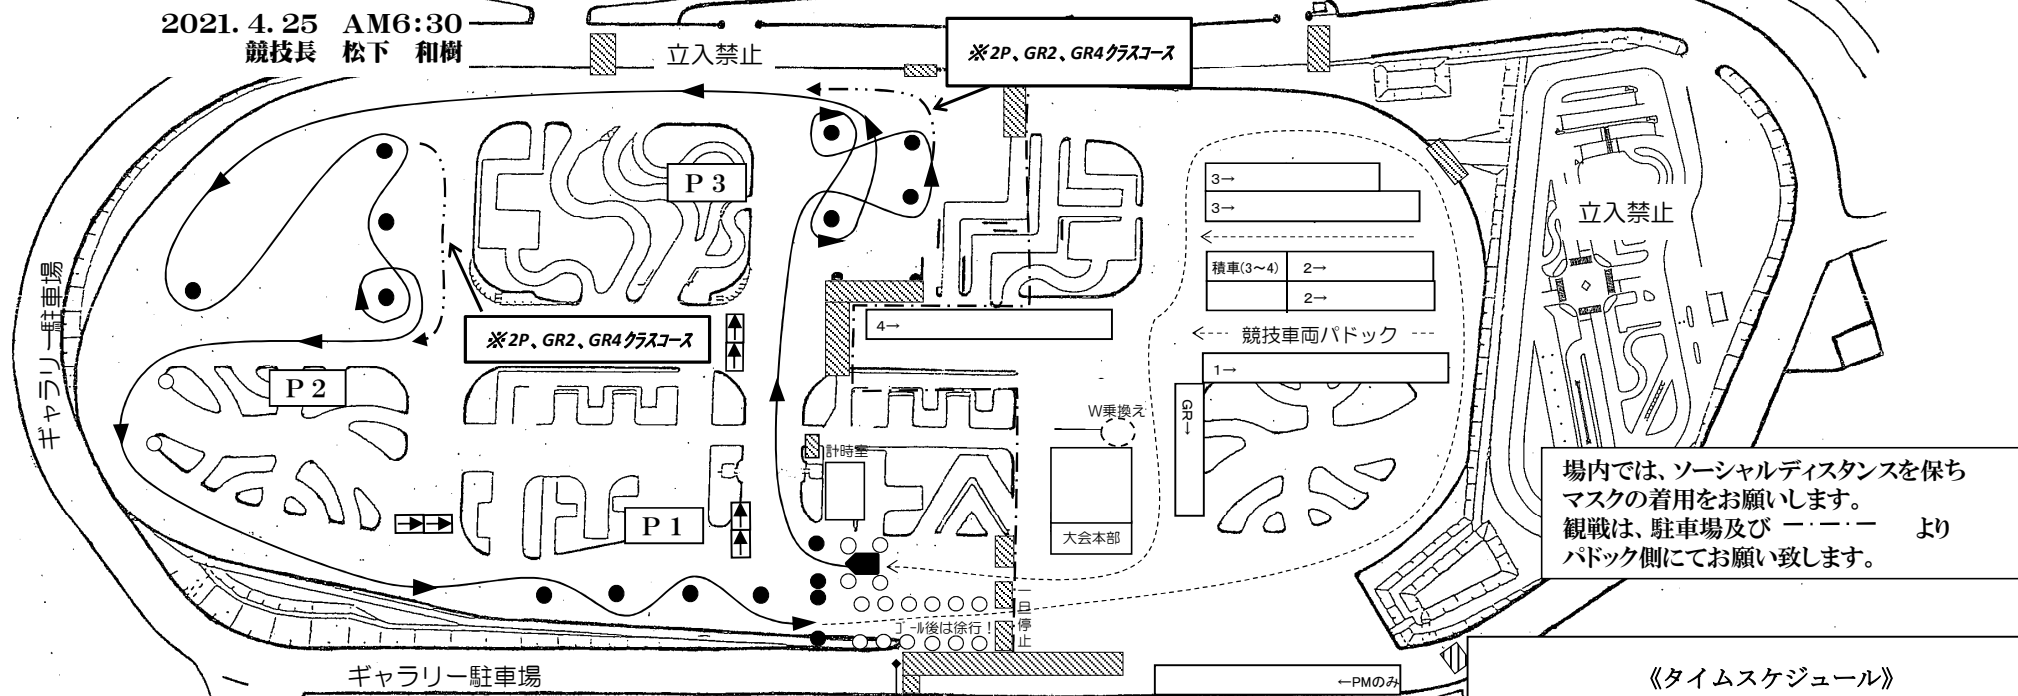 2021. 4. 25 AM6:30
競技長 松下 和樹
立入禁止
※2P、GR2、GR4クラスコース
P 3
3→
3→
立入禁止
積車(3～4)
2→
2→
ギャラリー駐車場
※2P、GR2、GR4クラスコース
4→
競技車両パドック
1→
P 2
GR→
W乗換え
計時室
P 1
大会本部
場内では、ソーシャルディスタンスを保ち
マスクの着用をお願いします。
観戦は、駐車場及び ー・ー・ー より
パドック側にてお願い致します。
一旦停止
ゴール後は徐行！
ギャラリー駐車場
←PMのみ
《タイムスケジュール》